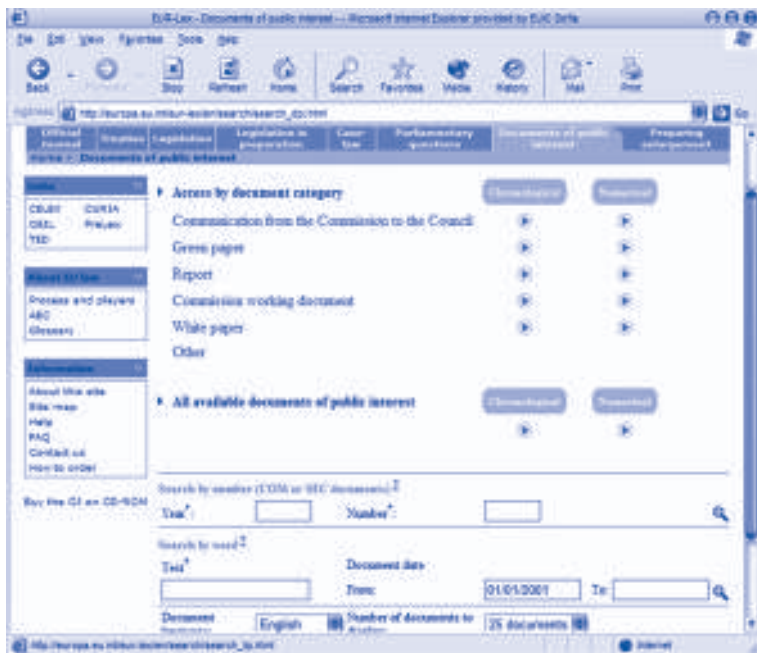 EUR-Lex - Documents of public interest --- Microsoft Internet Explorer provided by EUIC Sofia
File Edit View Favorites Tools Help
Back Stop Refresh Home Search Favorites Media History Mail Print
Go
Official Journal Treaties Legislation Legislation in preparation Case-law Parliamentary questions Documents of public interest Preparing enlargement
Home > Documents of public interest
Links
CELEX CURIA
OEIL PreLex
TED
About EU law
Process and players
ABC
Glossary
Information
About this site
Site map
Help
FAQ
Contact us
How to order
Buy the OJ on CD-ROM
Access by document category Chronological Numerical
Communication from the Commission to the Council
Green paper
Report
Commission working document
White paper
Other
All available documents of public interest Chronological Numerical
Search by number (COM or SEC documents) ?
Year*: Number*:
Search by word ?
Text* Document date
From: 01/01/2001 To:
Document English Number of documents to 25 documents
Internet